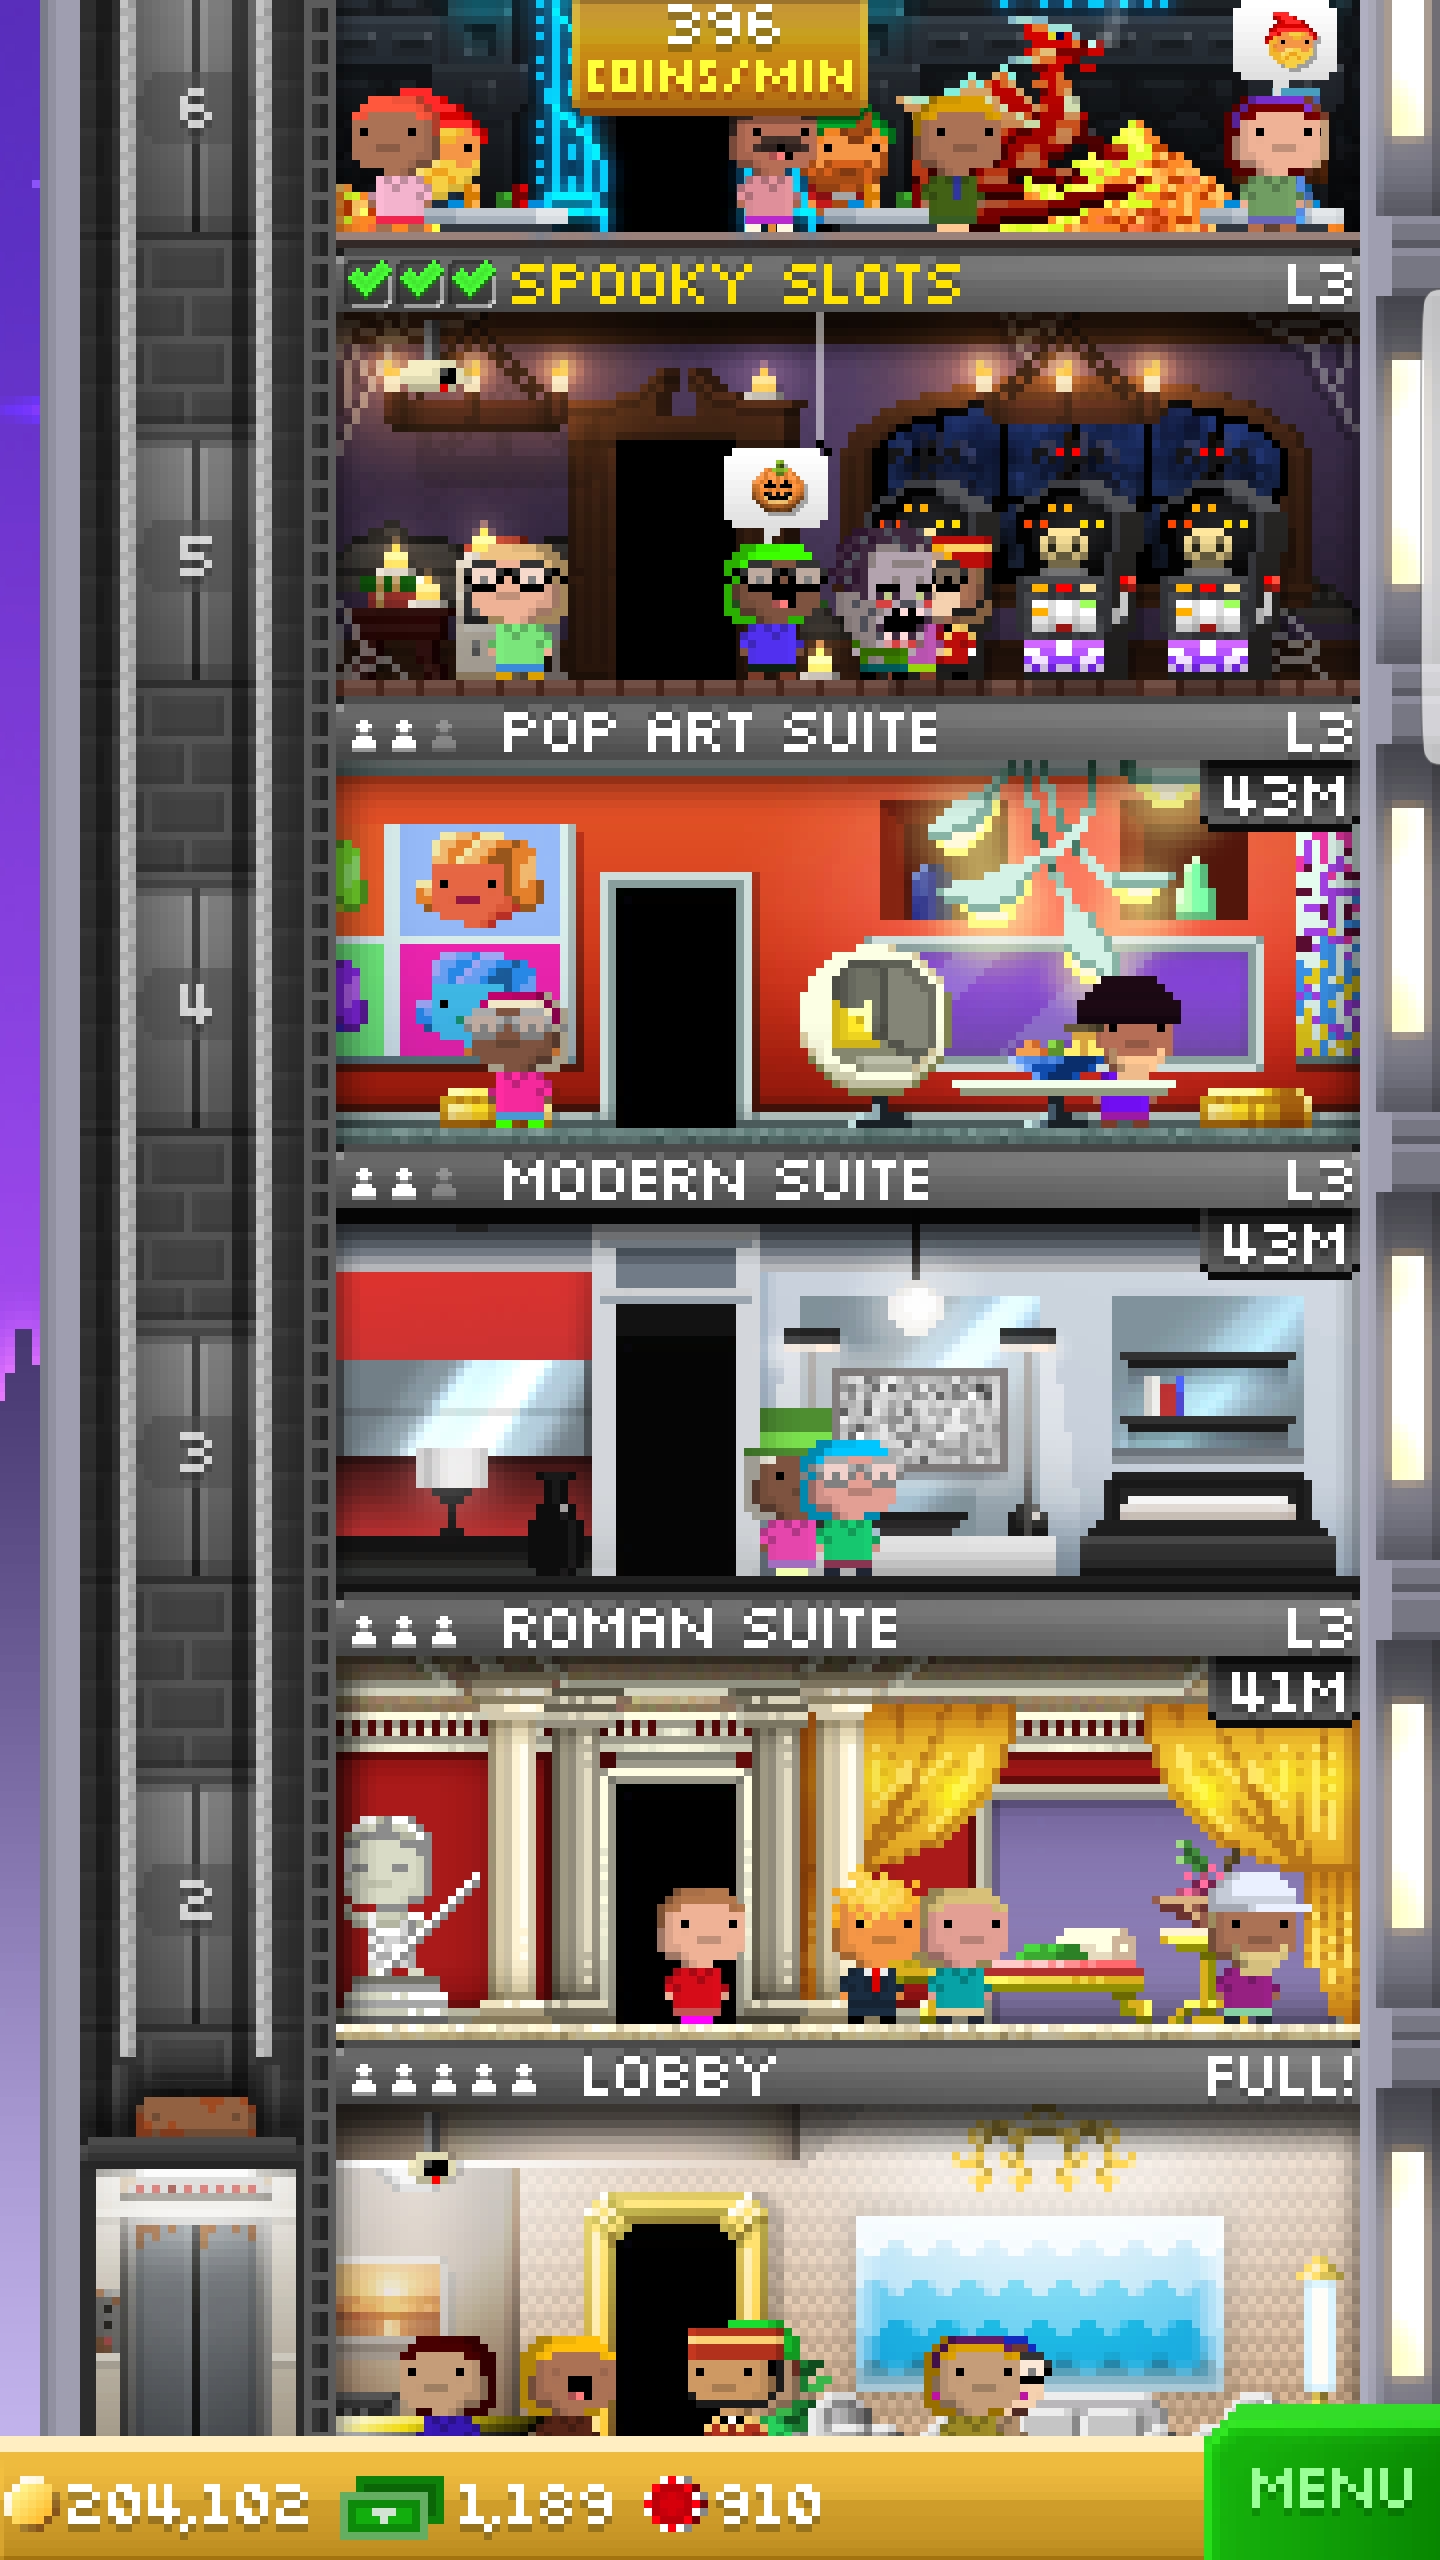 396
COINS/MIN
6
SPOOKY SLOTS L3
5
POP ART SUITE L3
43M
4
MODERN SUITE L3
43M
3
ROMAN SUITE L3
41M
2
LOBBY FULL!
204,102 1,189 910 MENU